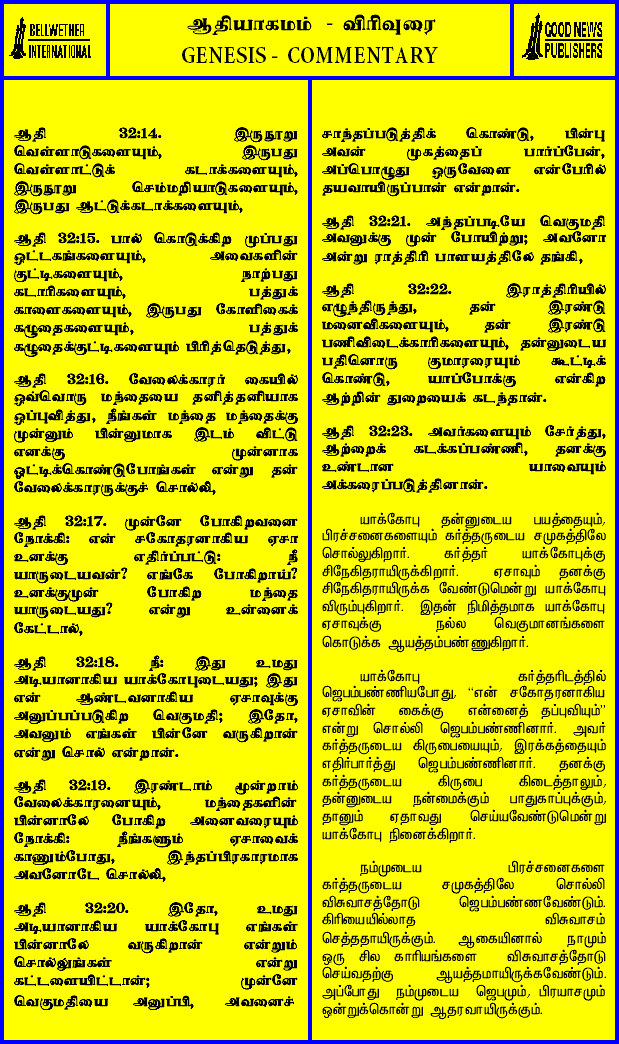 BELLWETHER
INTERNATIONAL
ஆதியாகமம் - விரிவுரை
GENESIS - COMMENTARY
GOOD NEWS
PUBLISHERS
ஆதி 32:14. இருநூறு
வெள்ளாடுகளையும், இருபது
வெள்ளாட்டுக் கடாக்களையும்,
இருநூறு செம்மறியாடுகளையும்,
இருபது ஆட்டுக்கடாக்களையும்,
ஆதி 32:15. பால் கொடுக்கிற முப்பது
ஒட்டகங்களையும், அவைகளின்
குட்டிகளையும், நாற்பது
கடாரிகளையும், பத்துக்
காளைகளையும், இருபது கோளிகைக்
கழுதைகளையும், பத்துக்
கழுதைக்குட்டிகளையும் பிரித்தெடுத்து,
ஆதி 32:16. வேலைக்காரர் கையில்
ஒவ்வொரு மந்தையை தனித்தனியாக
ஒப்புவித்து, நீங்கள் மந்தை மந்தைக்கு
முன்னும் பின்னுமாக இடம் விட்டு
எனக்கு முன்னாக
ஓட்டிக்கொண்டுபோங்கள் என்று தன்
வேலைக்காரருக்குச் சொல்லி,
ஆதி 32:17. முன்னே போகிறவனை
நோக்கி: என் சகோதரனாகிய ஏசா
உனக்கு எதிர்ப்பட்டு: நீ
யாருடையவன்? எங்கே போகிறாய்?
உனக்குமுன் போகிற மந்தை
யாருடையது? என்று உன்னைக்
கேட்டால்,
ஆதி 32:18. நீ: இது உமது
அடியானாகிய யாக்கோபுடையது; இது
என் ஆண்டவனாகிய ஏசாவுக்கு
அனுப்பப்படுகிற வெகுமதி; இதோ,
அவனும் எங்கள் பின்னே வருகிறான்
என்று சொல் என்றான்.
ஆதி 32:19. இரண்டாம் மூன்றாம்
வேலைக்காரனையும், மந்தைகளின்
பின்னாலே போகிற அனைவரையும்
நோக்கி: நீங்களும் ஏசாவைக்
காணும்போது, இந்தப்பிரகாரமாக
அவனோடே சொல்லி,
ஆதி 32:20. இதோ, உமது
அடியானாகிய யாக்கோபு எங்கள்
பின்னாலே வருகிறான் என்றும்
சொல்லுங்கள் என்று
கட்டளையிட்டான்; முன்னே
வெகுமதியை அனுப்பி, அவனைச்
சாந்தப்படுத்திக் கொண்டு, பின்பு
அவன் முகத்தைப் பார்ப்பேன்,
அப்பொழுது ஒருவேளை என்பேரில்
தயவாயிருப்பான் என்றான்.
ஆதி 32:21. அந்தப்படியே வெகுமதி
அவனுக்கு முன் போயிற்று; அவனோ
அன்று ராத்திரி பாளயத்திலே தங்கி,
ஆதி 32:22. இராத்திரியில்
எழுந்திருந்து, தன் இரண்டு
மனைவிகளையும், தன் இரண்டு
பணிவிடைக்காரிகளையும், தன்னுடைய
பதினொரு குமாரரையும் கூட்டிக்
கொண்டு, யாப்போக்கு என்கிற
ஆற்றின் துறையைக் கடந்தான்.
ஆதி 32:23. அவர்களையும் சேர்த்து,
ஆற்றைக் கடக்கப்பண்ணி, தனக்கு
உண்டான யாவையும்
அக்கரைப்படுத்தினான்.
யாக்கோபு தன்னுடைய பயத்தையும்,
பிரச்சனைகளையும் கர்த்தருடைய சமுகத்திலே
சொல்லுகிறார். கர்த்தர் யாக்கோபுக்கு
சிநேகிதராயிருக்கிறார். ஏசாவும் தனக்கு
சிநேகிதராயிருக்க வேண்டுமென்று யாக்கோபு
விரும்புகிறார். இதன் நிமித்தமாக யாக்கோபு
ஏசாவுக்கு நல்ல வெகுமானங்களை
கொடுக்க ஆயத்தம்பண்ணுகிறார்.
யாக்கோபு கர்த்தரிடத்தில்
ஜெபம்பண்ணியபோது, “என் சகோதரனாகிய
ஏசாவின் கைக்கு என்னைத் தப்புவியும்”
என்று சொல்லி ஜெபம்பண்ணினார். அவர்
கர்த்தருடைய கிருபையையும், இரக்கத்தையும்
எதிர்பார்த்து ஜெபம்பண்ணினார். தனக்கு
கர்த்தருடைய கிருபை கிடைத்தாலும்,
தன்னுடைய நன்மைக்கும் பாதுகாப்புக்கும்,
தானும் ஏதாவது செய்யவேண்டுமென்று
யாக்கோபு நினைக்கிறார்.
நம்முடைய பிரச்சனைகளை
கர்த்தருடைய சமுகத்திலே சொல்லி
விசுவாசத்தோடு ஜெபம்பண்ணவேண்டும்.
கிரியையில்லாத விசுவாசம்
செத்ததாயிருக்கும். ஆகையினால் நாமும்
ஒரு சில காரியங்களை விசுவாசத்தோடு
செய்வதற்கு ஆயத்தமாயிருக்கவேண்டும்.
அப்போது நம்முடைய ஜெபமும், பிரயாசமும்
ஒன்றுக்கொன்று ஆதரவாயிருக்கும்.